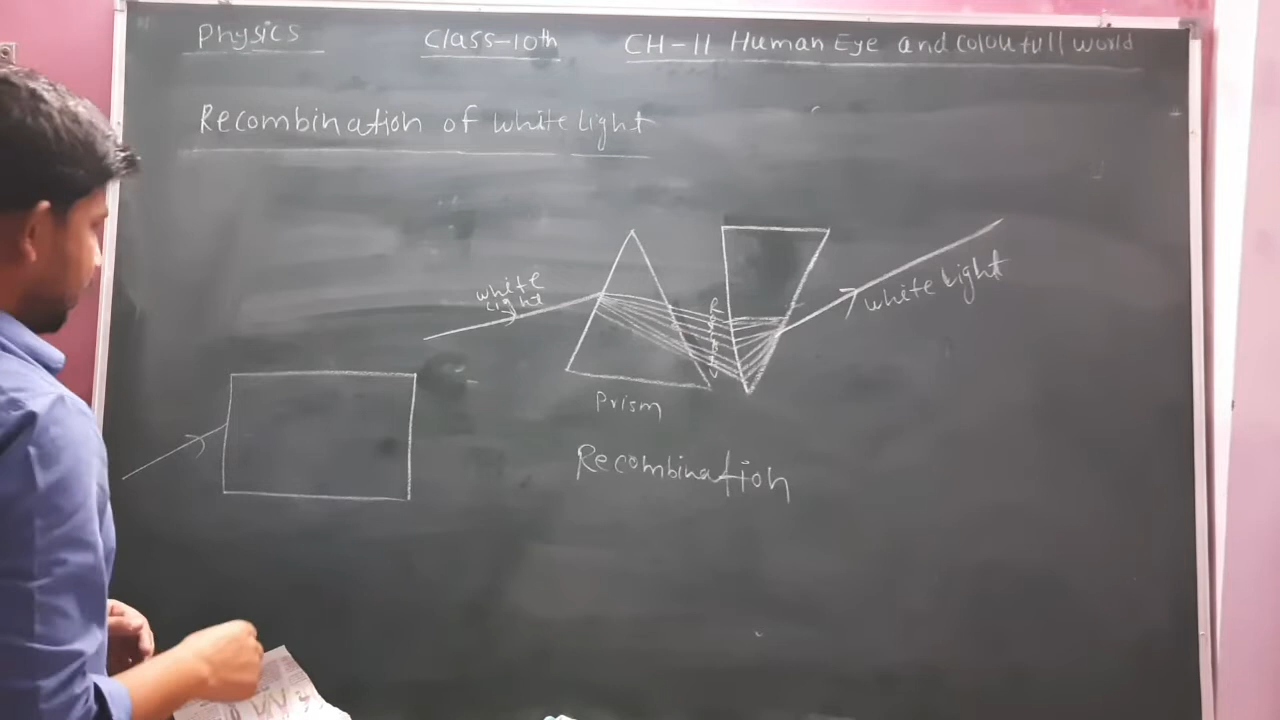 Physics Class-10th CH-11 Human Eye and colourfull world
Recombination of white Light
white
Light
white Light
Prism
Recombination